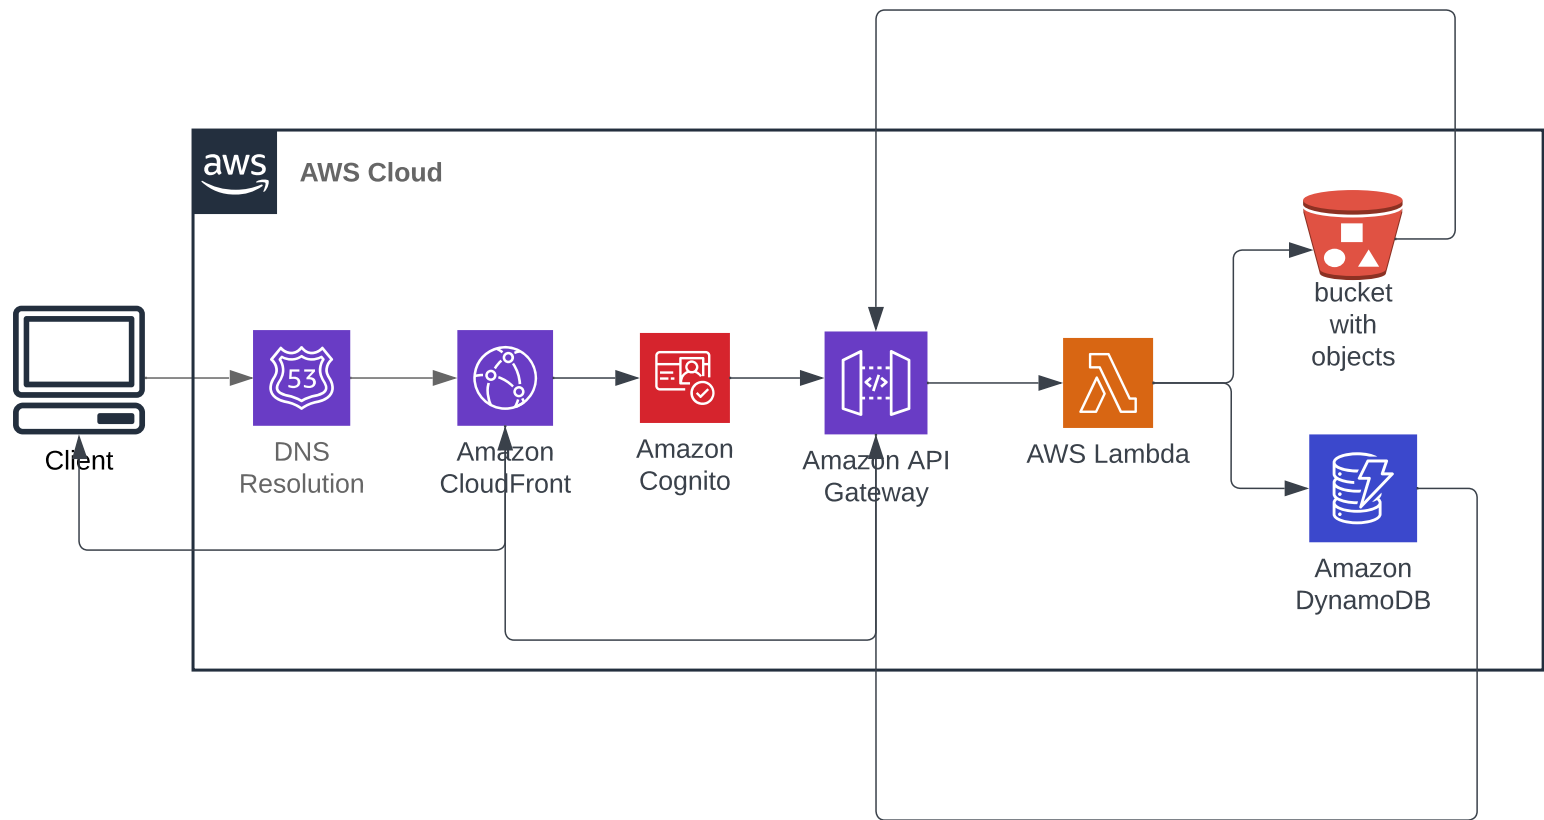 aws
AWS Cloud
bucket
with
objects
53
Client
DNS
Resolution
Amazon
CloudFront
Amazon
Cognito
Amazon API
Gateway
</>
AWS Lambda
Amazon
DynamoDB